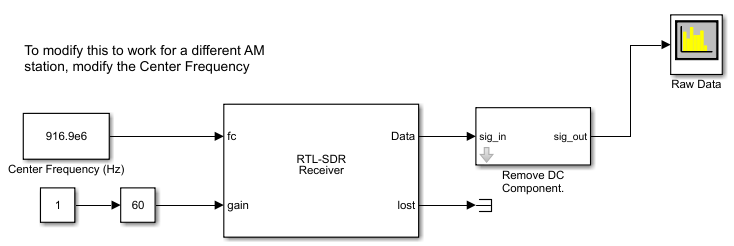 To modify this to work for a different AM
station, modify the Center Frequency
Raw Data
916.9e6
Center Frequency (Hz)
fc
RTL-SDR
Receiver
Data
sig_in
sig_out
Remove DC
Component.
1
60
gain
lost